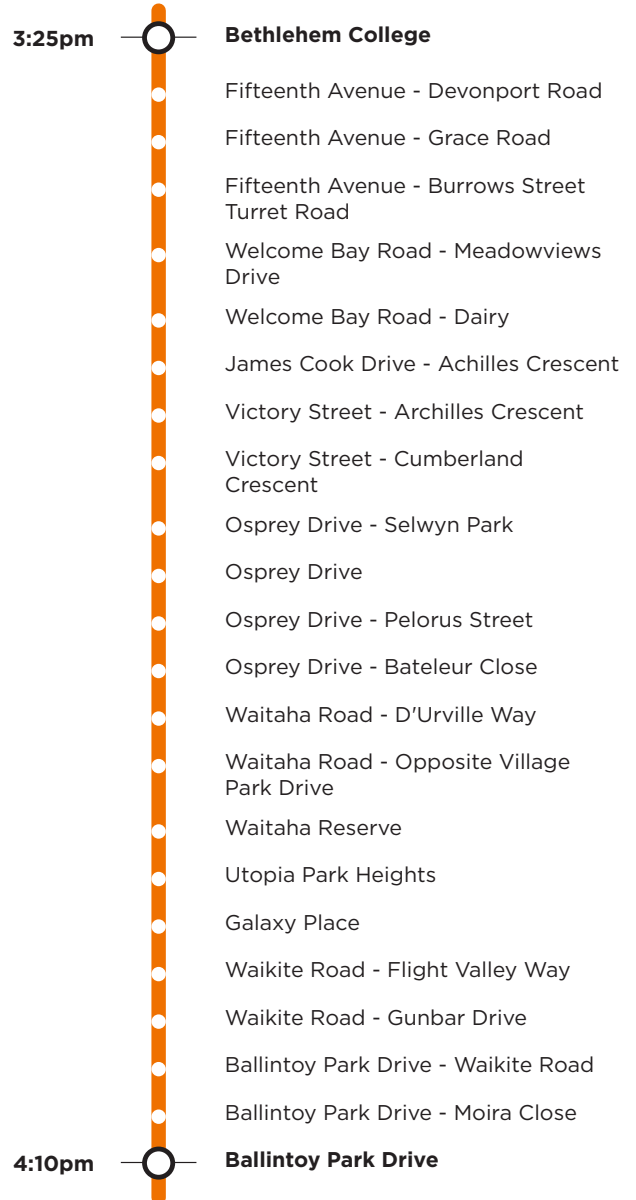 3:25pm Bethlehem College
Fifteenth Avenue - Devonport Road
Fifteenth Avenue - Grace Road
Fifteenth Avenue - Burrows Street
Turret Road
Welcome Bay Road - Meadowviews
Drive
Welcome Bay Road - Dairy
James Cook Drive - Achilles Crescent
Victory Street - Archilles Crescent
Victory Street - Cumberland
Crescent
Osprey Drive - Selwyn Park
Osprey Drive
Osprey Drive - Pelorus Street
Osprey Drive - Bateleur Close
Waitaha Road - D'Urville Way
Waitaha Road - Opposite Village
Park Drive
Waitaha Reserve
Utopia Park Heights
Galaxy Place
Waikite Road - Flight Valley Way
Waikite Road - Gunbar Drive
Ballintoy Park Drive - Waikite Road
Ballintoy Park Drive - Moira Close
4:10pm Ballintoy Park Drive